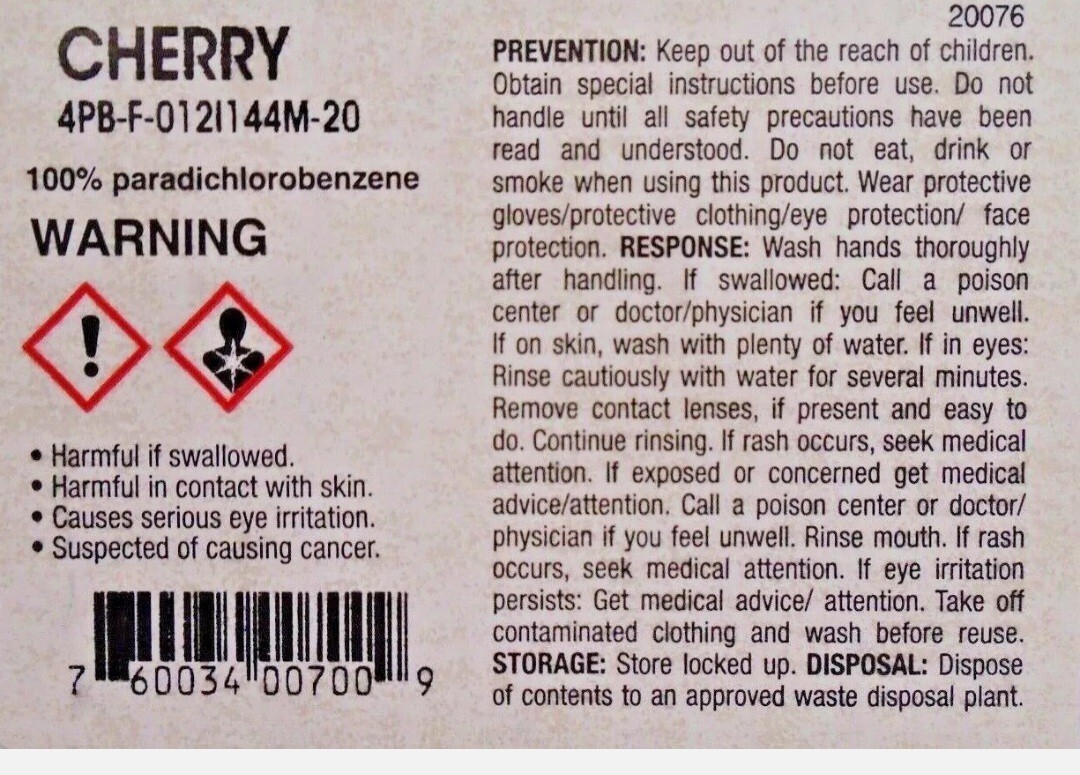 CHERRY
4PB-F-012I144M-20
100% paradichlorobenzene
WARNING
• Harmful if swallowed.
• Harmful in contact with skin.
• Causes serious eye irritation.
• Suspected of causing cancer.
7 60034 00700 9
20076
PREVENTION: Keep out of the reach of children.
Obtain special instructions before use. Do not
handle until all safety precautions have been
read and understood. Do not eat, drink or
smoke when using this product. Wear protective
gloves/protective clothing/eye protection/ face
protection. RESPONSE: Wash hands thoroughly
after handling. If swallowed: Call a poison
center or doctor/physician if you feel unwell.
If on skin, wash with plenty of water. If in eyes:
Rinse cautiously with water for several minutes.
Remove contact lenses, if present and easy to
do. Continue rinsing. If rash occurs, seek medical
attention. If exposed or concerned get medical
advice/attention. Call a poison center or doctor/
physician if you feel unwell. Rinse mouth. If rash
occurs, seek medical attention. If eye irritation
persists: Get medical advice/ attention. Take off
contaminated clothing and wash before reuse.
STORAGE: Store locked up. DISPOSAL: Dispose
of contents to an approved waste disposal plant.